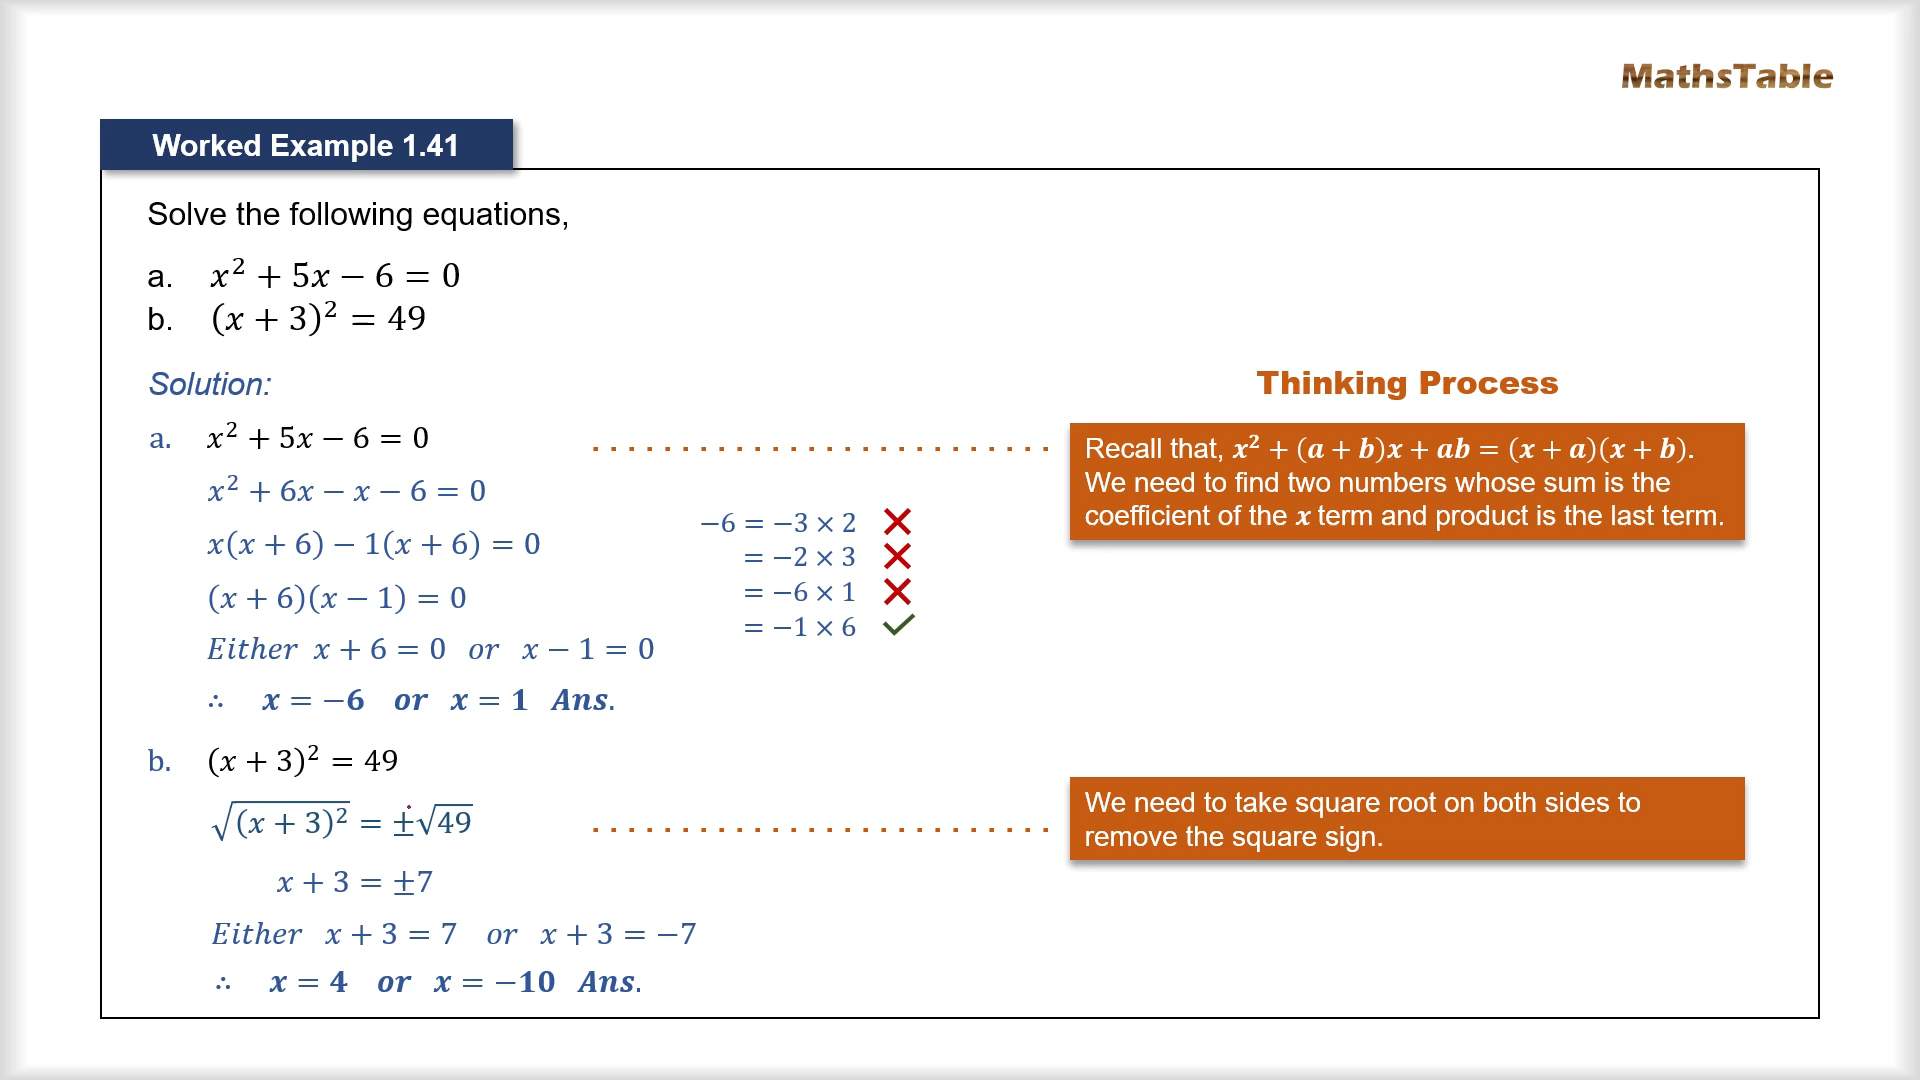 MathsTable
Worked Example 1.41
Solve the following equations,
a. x² + 5x − 6 = 0
b. (x + 3)² = 49
Solution:
Thinking Process
a. x² + 5x − 6 = 0
Recall that, x² + (a + b)x + ab = (x + a)(x + b).
We need to find two numbers whose sum is the
coefficient of the x term and product is the last term.
x² + 6x − x − 6 = 0
x(x + 6) − 1(x + 6) = 0
(x + 6)(x − 1) = 0
Either x + 6 = 0 or x − 1 = 0
∴ x = −6 or x = 1 Ans.
−6 = −3 × 2 ✕
= −2 × 3 ✕
= −6 × 1 ✕
= −1 × 6 ✓
b. (x + 3)² = 49
√(x + 3)² = ±√49
We need to take square root on both sides to
remove the square sign.
x + 3 = ±7
Either x + 3 = 7 or x + 3 = −7
∴ x = 4 or x = −10 Ans.